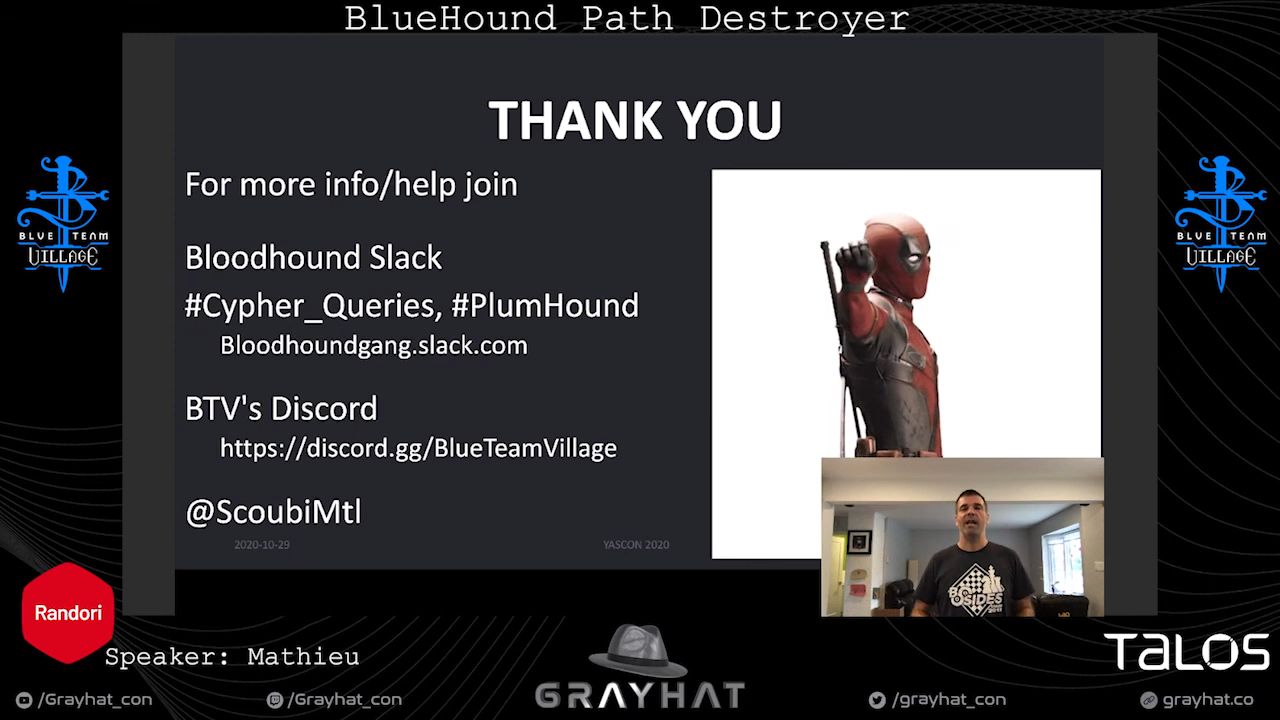 BlueHound Path Destroyer
THANK YOU
For more info/help join
Bloodhound Slack
#Cypher_Queries, #PlumHound
Bloodhoundgang.slack.com
BTV's Discord
https://discord.gg/BlueTeamVillage
@ScoubiMtl
2020-10-29
YASCON 2020
BLUE TEAM
VILLAGE
BLUE TEAM
VILLAGE
BSIDES
2011
Randori
Speaker: Mathieu
GRAYHAT
TALOS
/Grayhat_con
/Grayhat_con
/grayhat_con
grayhat.co